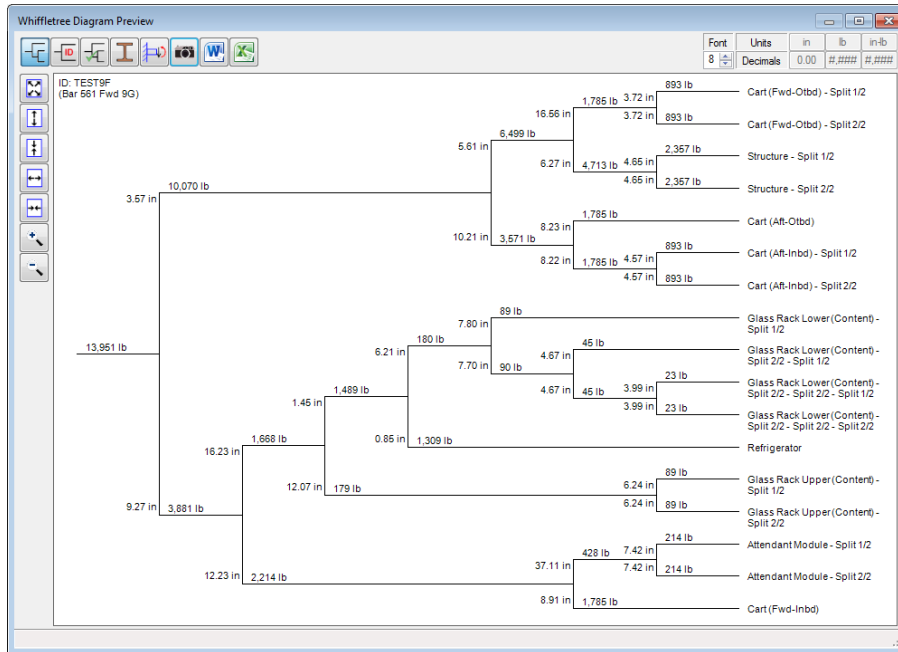 Whiffletree Diagram Preview
ID
W
X
Font
Units
in
lb
in-lb
8
Decimals
0.00
#,###
#,###
ID: TEST9F
(Bar 561 Fwd 9G)
893 lb
Cart (Fwd-Otbd) - Split 1/2
1,785 lb
3.72 in
16.56 in
3.72 in
893 lb
Cart (Fwd-Otbd) - Split 2/2
6,499 lb
5.61 in
2,357 lb
Structure - Split 1/2
6.27 in
4,713 lb
4.65 in
4.65 in
2,357 lb
Structure - Split 2/2
10,070 lb
3.57 in
1,785 lb
Cart (Aft-Otbd)
8.23 in
10.21 in
3,571 lb
893 lb
Cart (Aft-Inbd) - Split 1/2
8.22 in
1,785 lb
4.57 in
4.57 in
893 lb
Cart (Aft-Inbd) - Split 2/2
89 lb
Glass Rack Lower (Content) -
Split 1/2
7.80 in
13,951 lb
180 lb
45 lb
Glass Rack Lower (Content) -
Split 2/2 - Split 1/2
6.21 in
4.67 in
7.70 in
90 lb
23 lb
Glass Rack Lower (Content) -
Split 2/2 - Split 2/2 - Split 1/2
1,489 lb
4.67 in
45 lb
3.99 in
1.45 in
3.99 in
23 lb
Glass Rack Lower (Content) -
Split 2/2 - Split 2/2 - Split 2/2
1,668 lb
0.85 in
1,309 lb
Refrigerator
16.23 in
89 lb
Glass Rack Upper (Content) -
Split 1/2
12.07 in
179 lb
6.24 in
9.27 in
3,881 lb
6.24 in
89 lb
Glass Rack Upper (Content) -
Split 2/2
214 lb
Attendant Module - Split 1/2
428 lb
7.42 in
37.11 in
7.42 in
214 lb
Attendant Module - Split 2/2
12.23 in
2,214 lb
8.91 in
1,785 lb
Cart (Fwd-Inbd)